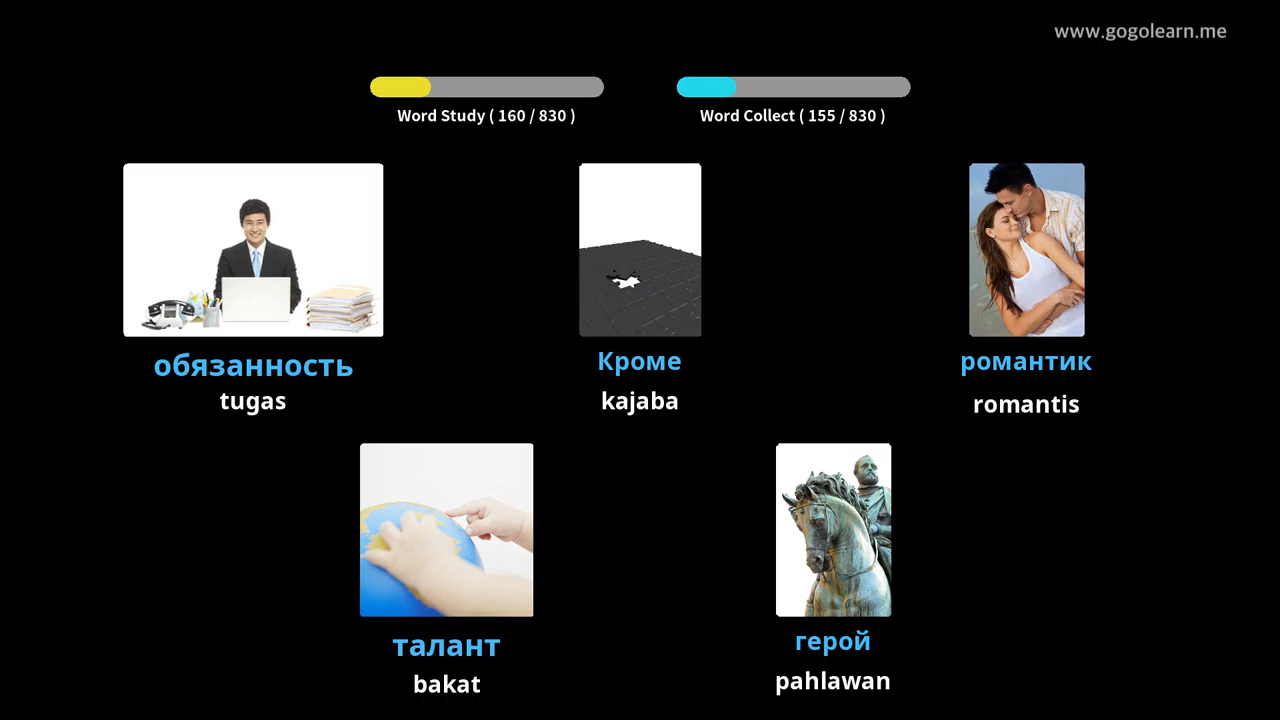 www.gogolearn.me
Word Study ( 160 / 830 )
Word Collect ( 155 / 830 )
обязанность
tugas
Кроме
kajaba
романтик
romantis
талант
bakat
герой
pahlawan